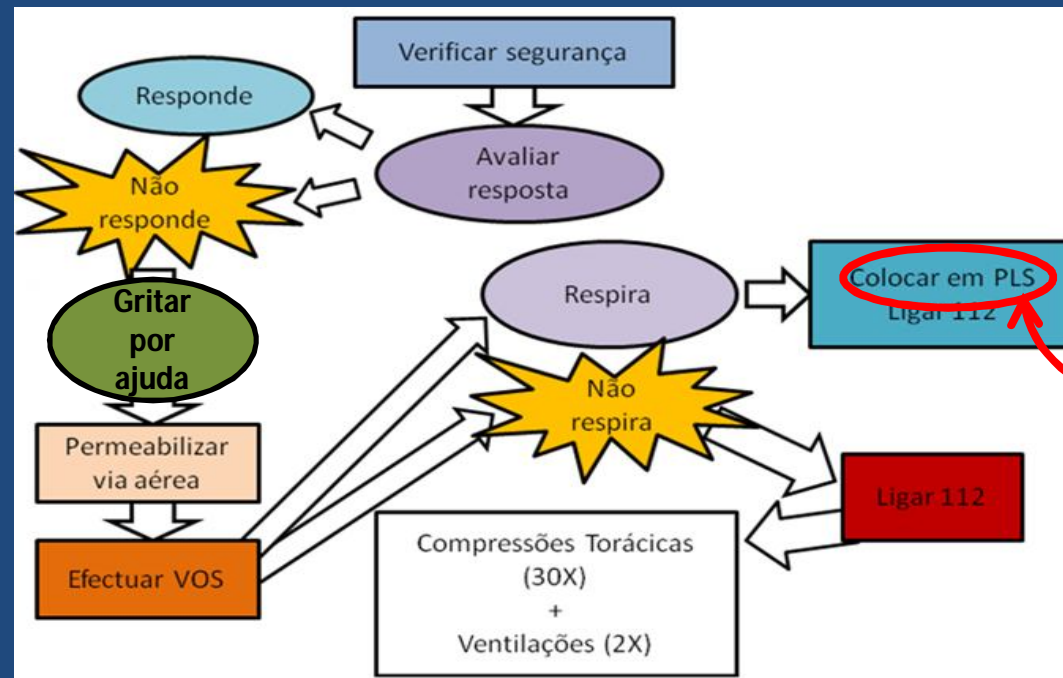 Verificar segurança
Responde
Avaliar
resposta
Não
responde
Gritar
por
ajuda
Permeabilizar
via aérea
Efectuar VOS
Respira
Colocar em PLS
Ligar 112
Não
respira
Ligar 112
Compressões Torácicas
(30X)
+
Ventilações (2X)